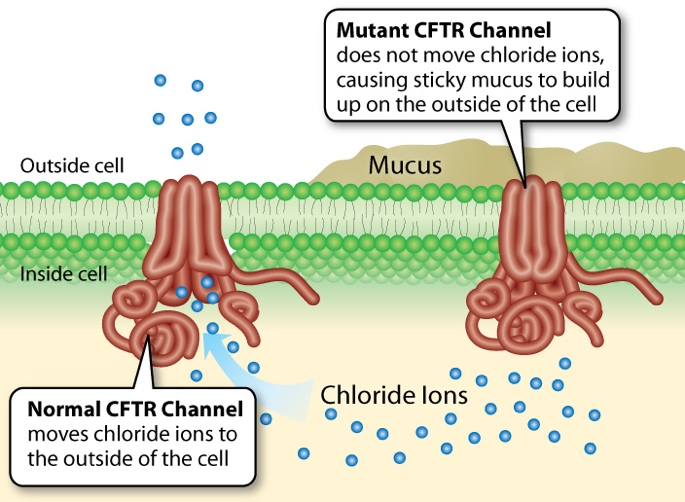 Mutant CFTR Channel
does not move chloride ions,
causing sticky mucus to build
up on the outside of the cell
Outside cell
Mucus
Inside cell
Chloride Ions
Normal CFTR Channel
moves chloride ions to
the outside of the cell